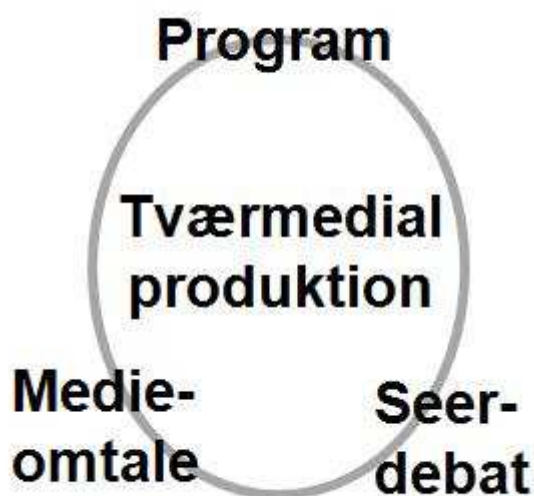 Program
Tværmedial
produktion
Medie-
omtale
Seer-
debat